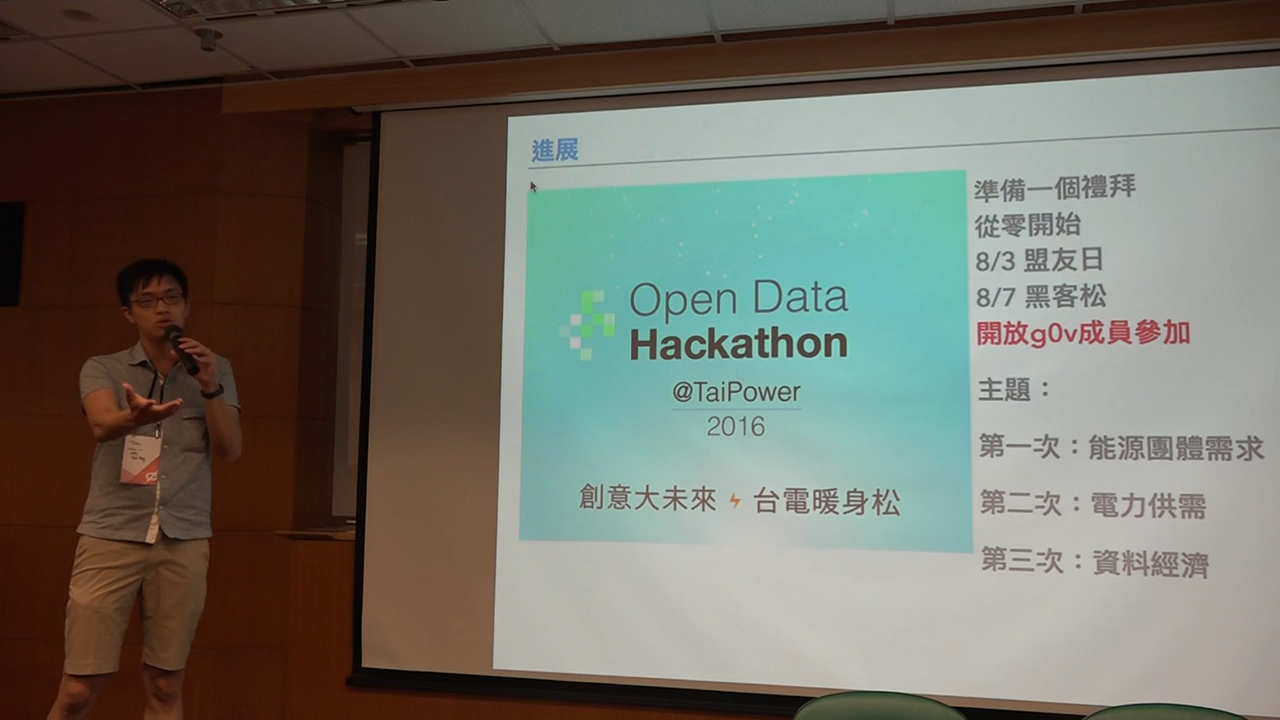 進展
Open Data
Hackathon
@TaiPower
2016
創意大未來
台電暖身松
準備一個禮拜
從零開始
8/3 盟友日
8/7 黑客松
開放g0v成員參加
主題：
第一次：能源團體需求
第二次：電力供需
第三次：資料經濟